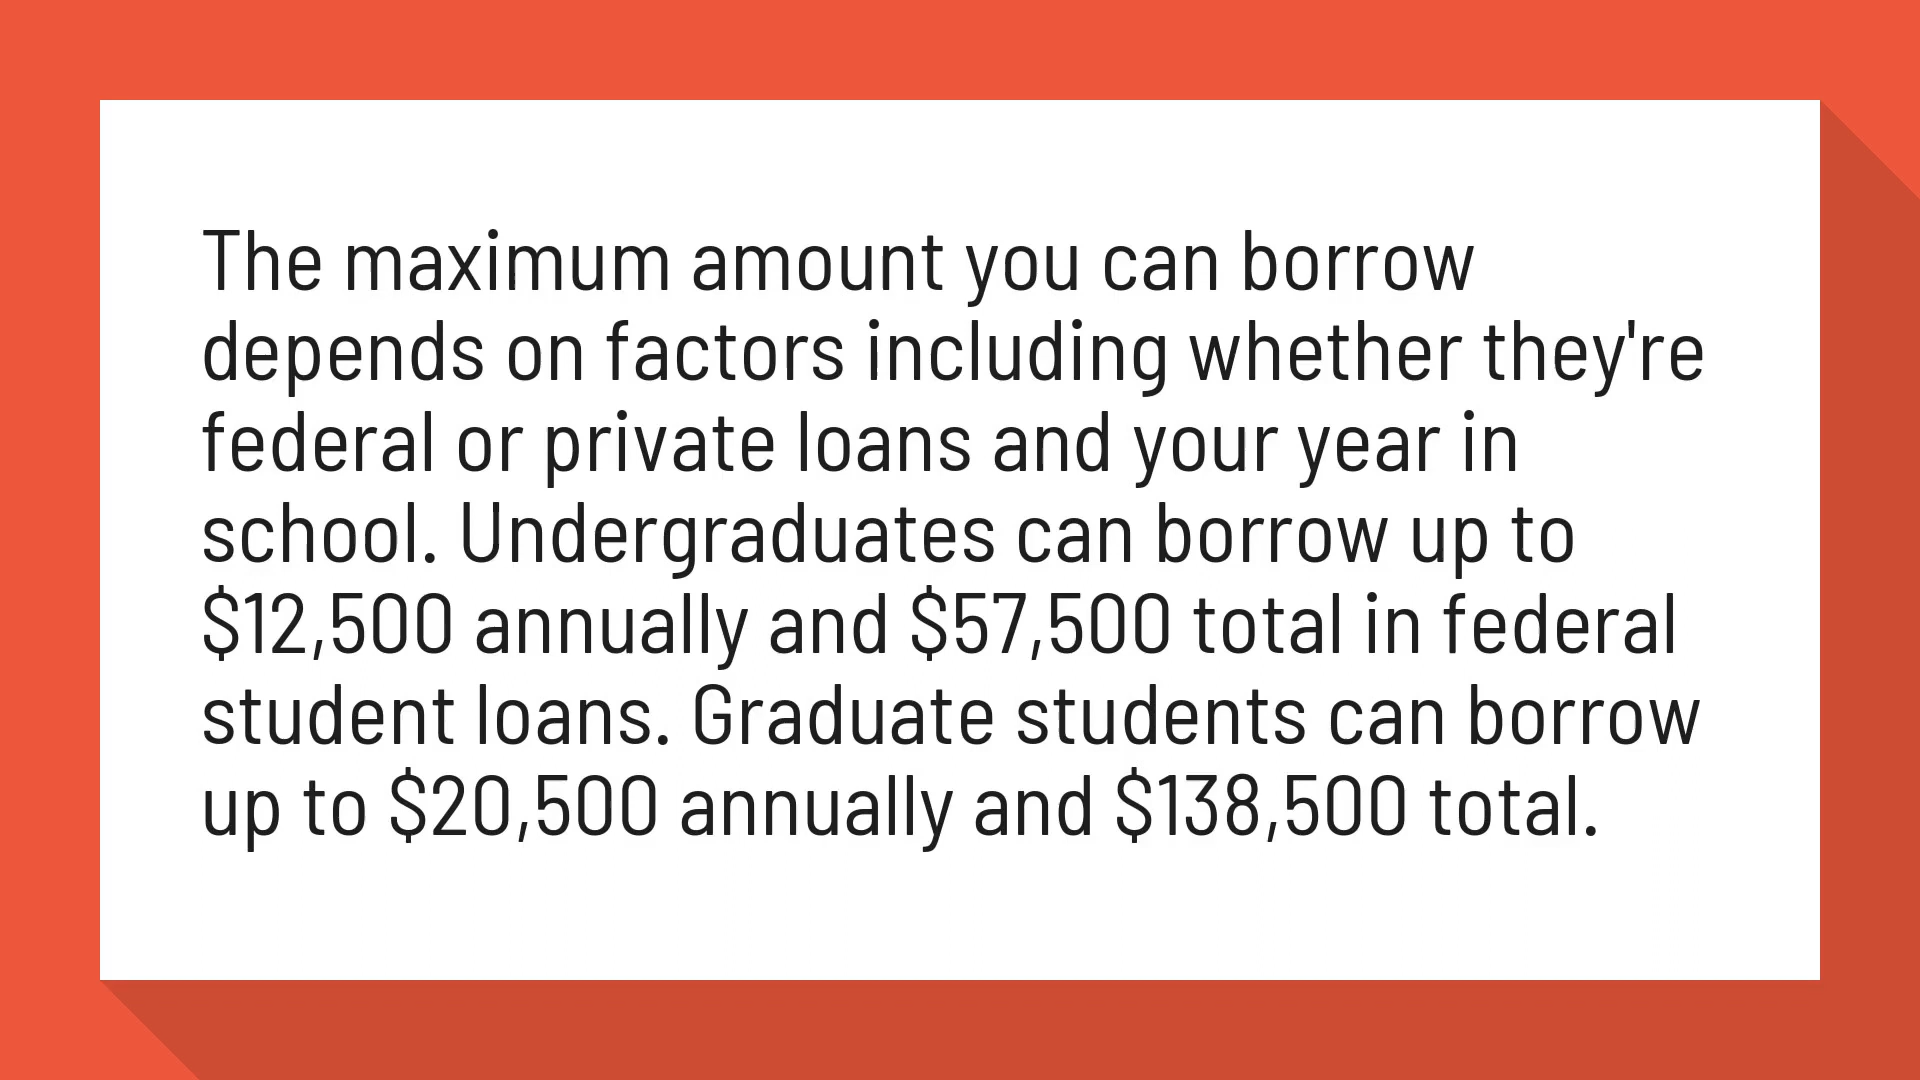 The maximum amount you can borrow
depends on factors including whether they're
federal or private loans and your year in
school. Undergraduates can borrow up to
$12,500 annually and $57,500 total in federal
student loans. Graduate students can borrow
up to $20,500 annually and $138,500 total.